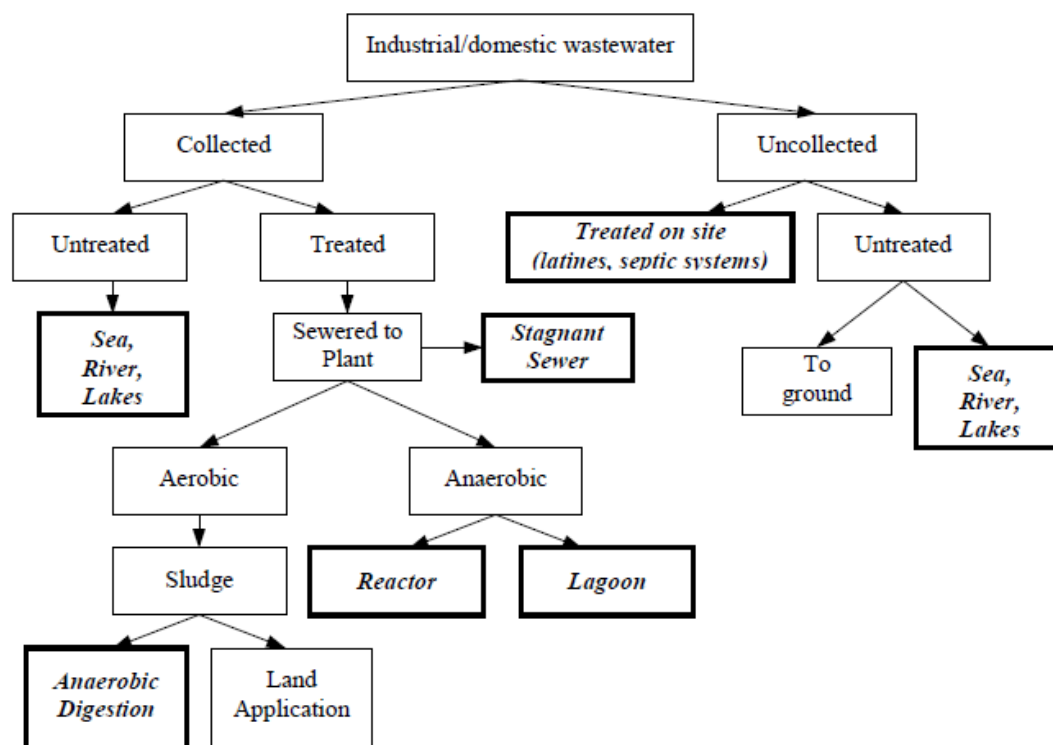 Industrial/domestic wastewater
Collected
Uncollected
Untreated
Treated
Treated on site
(latines, septic systems)
Untreated
Sea,
River,
Lakes
Sewered to
Plant
Stagnant
Sewer
To
ground
Sea,
River,
Lakes
Aerobic
Anaerobic
Sludge
Reactor
Lagoon
Anaerobic
Digestion
Land
Application